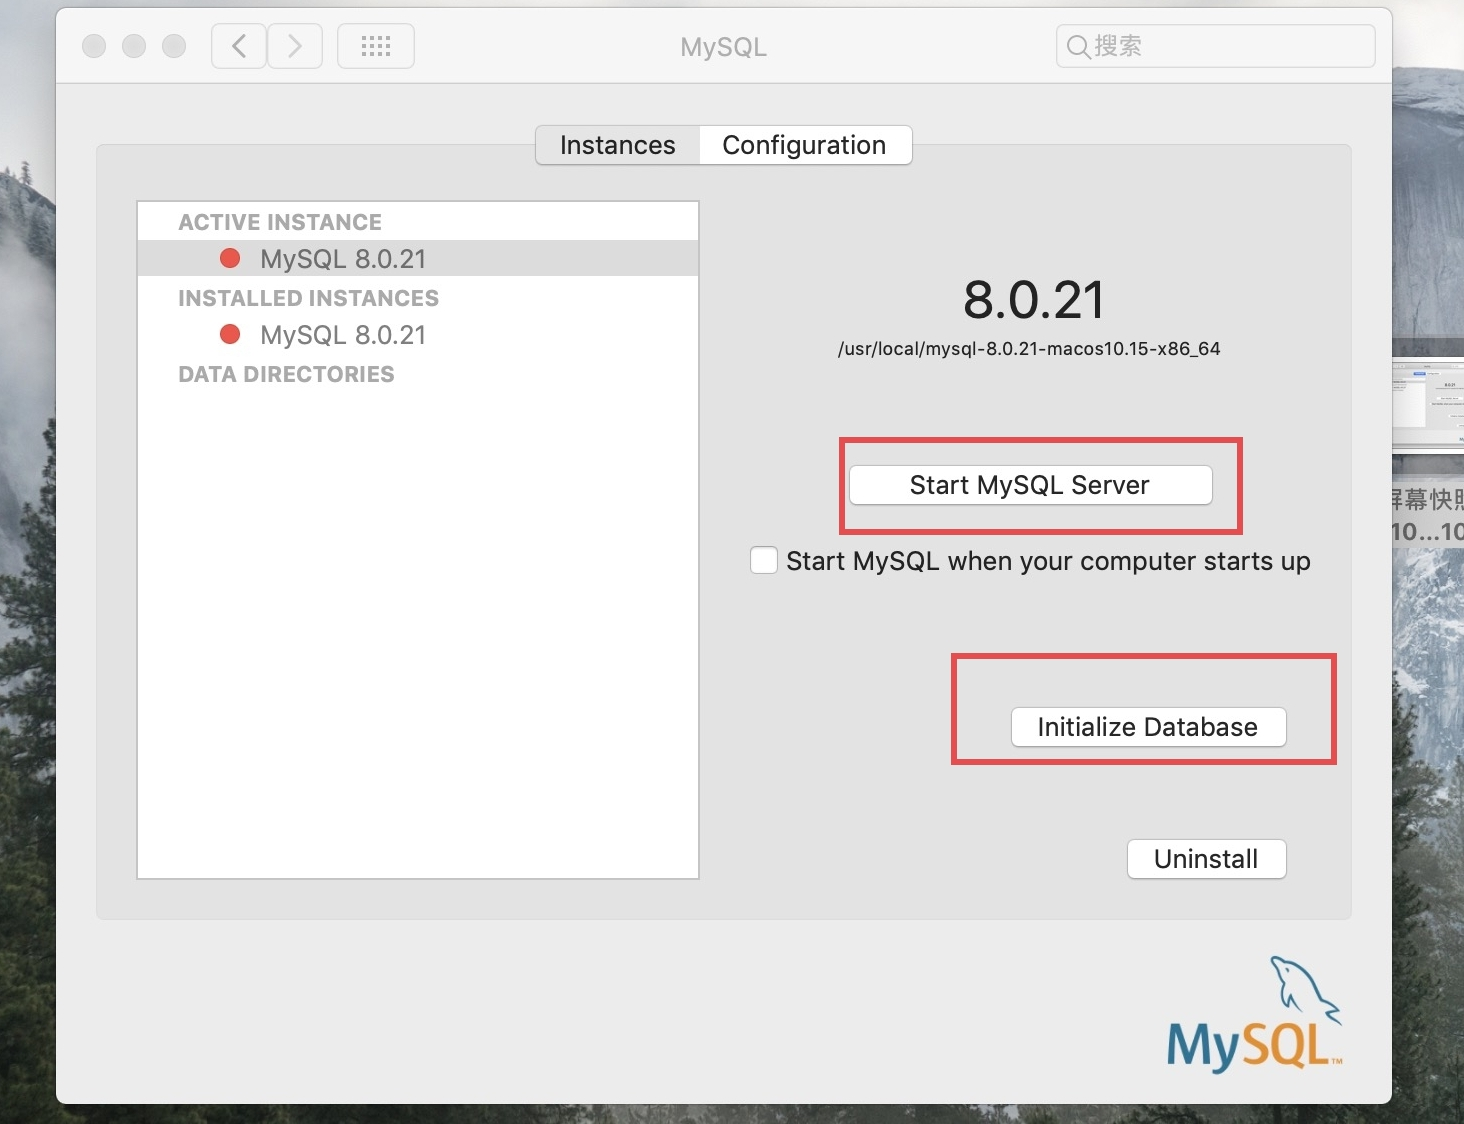 MySQL
搜索
Instances
Configuration
ACTIVE INSTANCE
MySQL 8.0.21
INSTALLED INSTANCES
MySQL 8.0.21
DATA DIRECTORIES
8.0.21
/usr/local/mysql-8.0.21-macos10.15-x86_64
Start MySQL Server
Start MySQL when your computer starts up
Initialize Database
Uninstall
MySQL™
屏幕快照
10...10